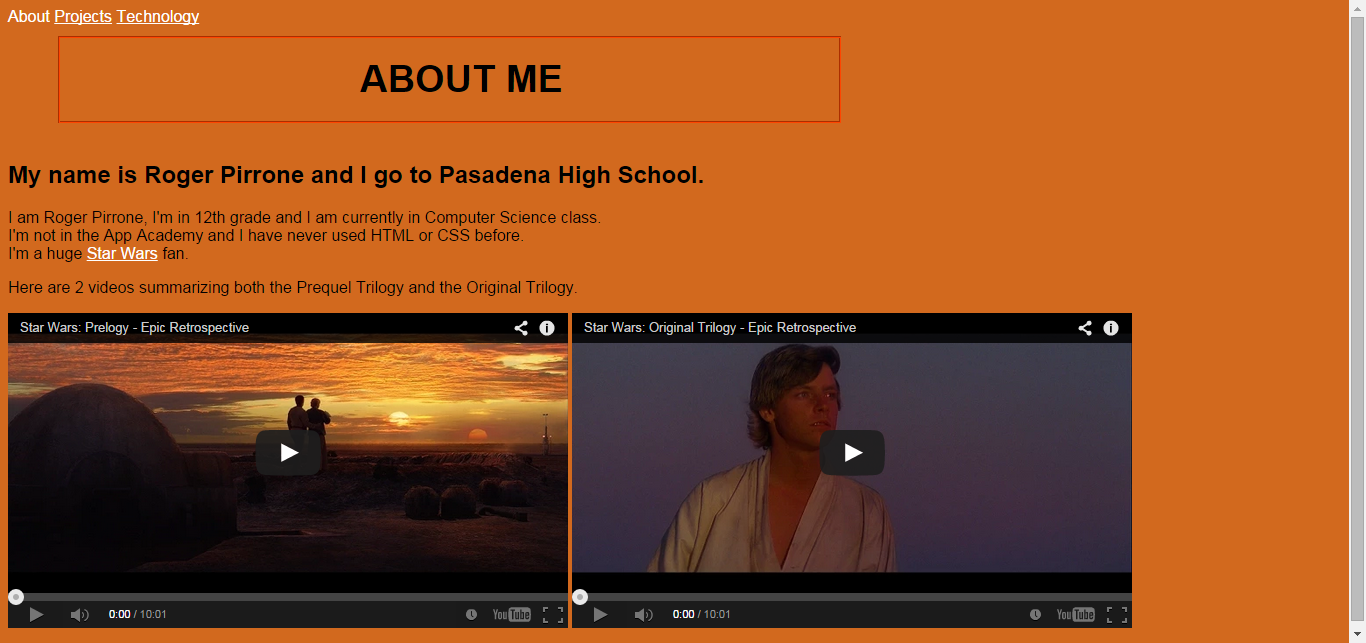 About Projects Technology
ABOUT ME
My name is Roger Pirrone and I go to Pasadena High School.
I am Roger Pirrone, I'm in 12th grade and I am currently in Computer Science class.
I'm not in the App Academy and I have never used HTML or CSS before.
I'm a huge Star Wars fan.
Here are 2 videos summarizing both the Prequel Trilogy and the Original Trilogy.
Star Wars: Prelogy - Epic Retrospective
Star Wars: Original Trilogy - Epic Retrospective
0:00 / 10:01
YouTube
0:00 / 10:01
YouTube